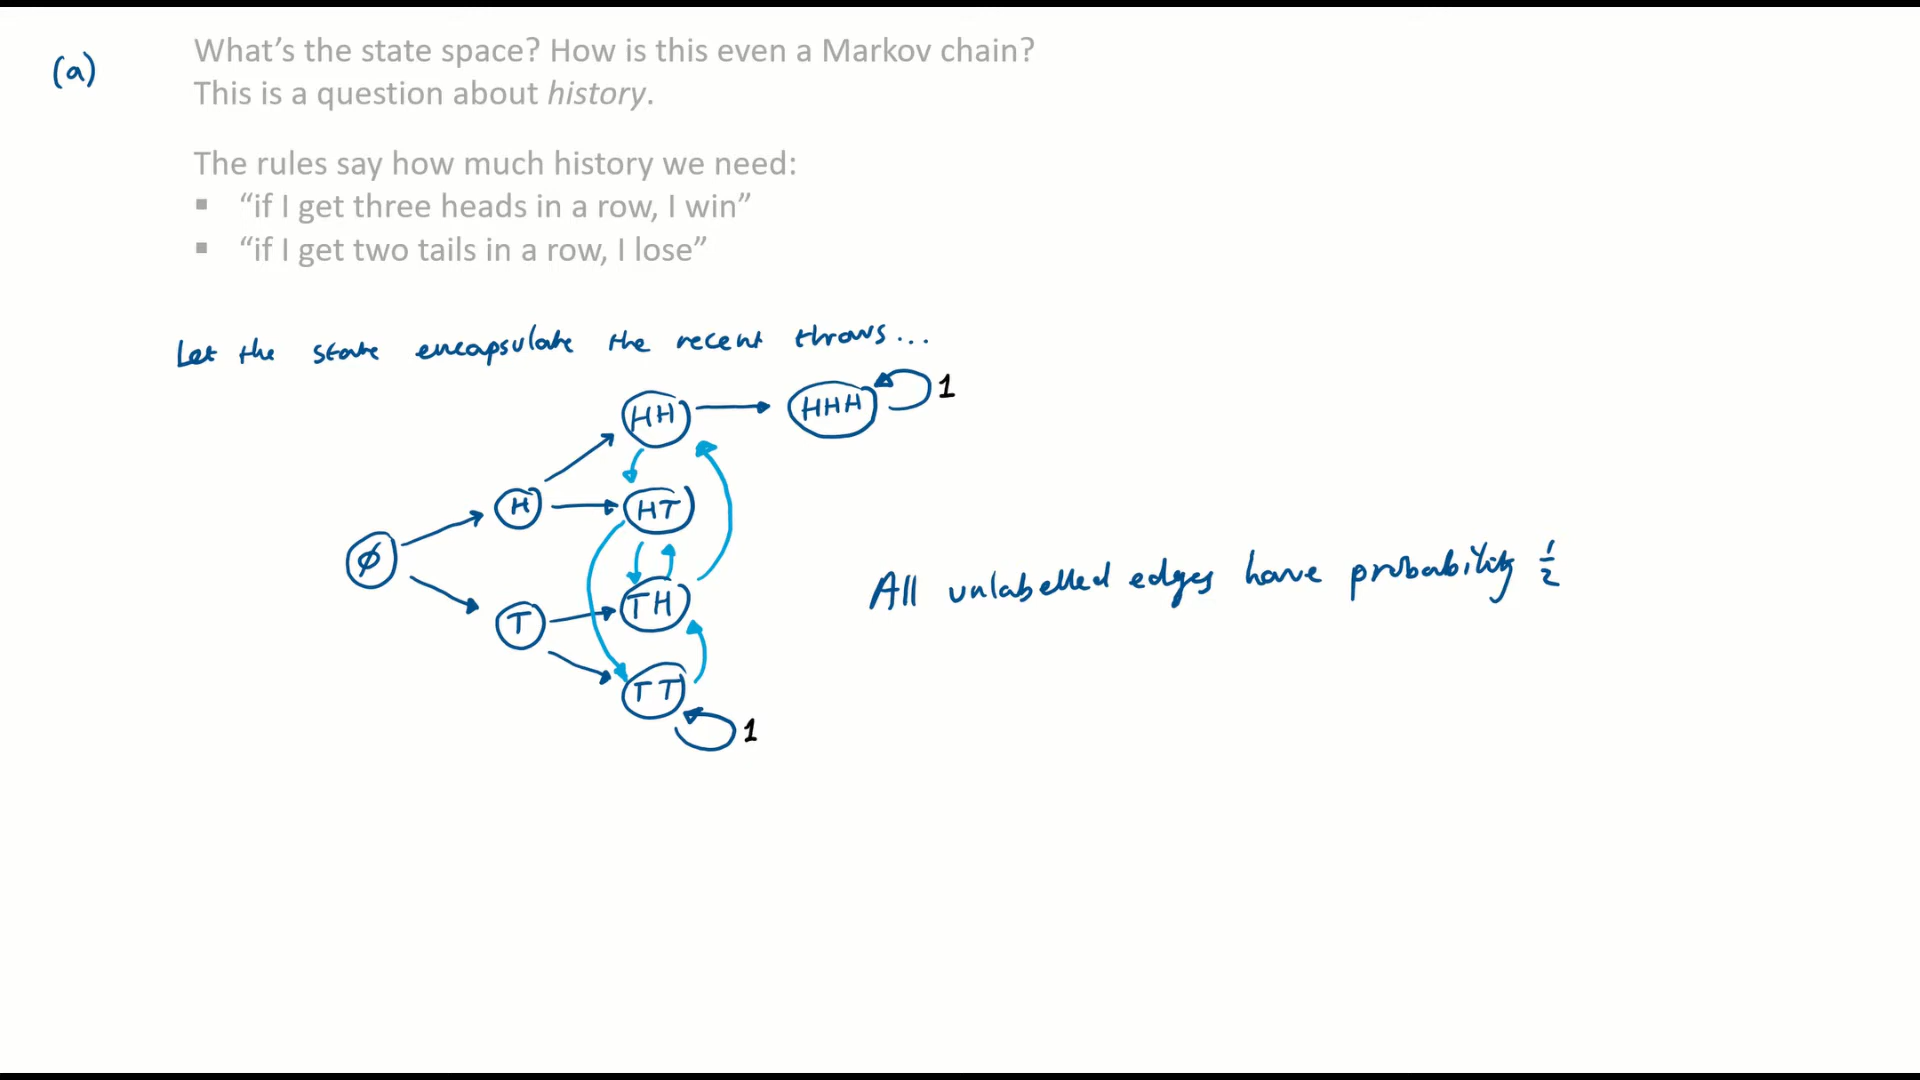 (a)
What's the state space? How is this even a Markov chain?
This is a question about history.
The rules say how much history we need:
▪ “if I get three heads in a row, I win”
▪ “if I get two tails in a row, I lose”
Let the state encapsulate the recent throws...
HH
HHH
1
H
HT
φ
All unlabelled edges have probability 1/2
T
TH
TT
1